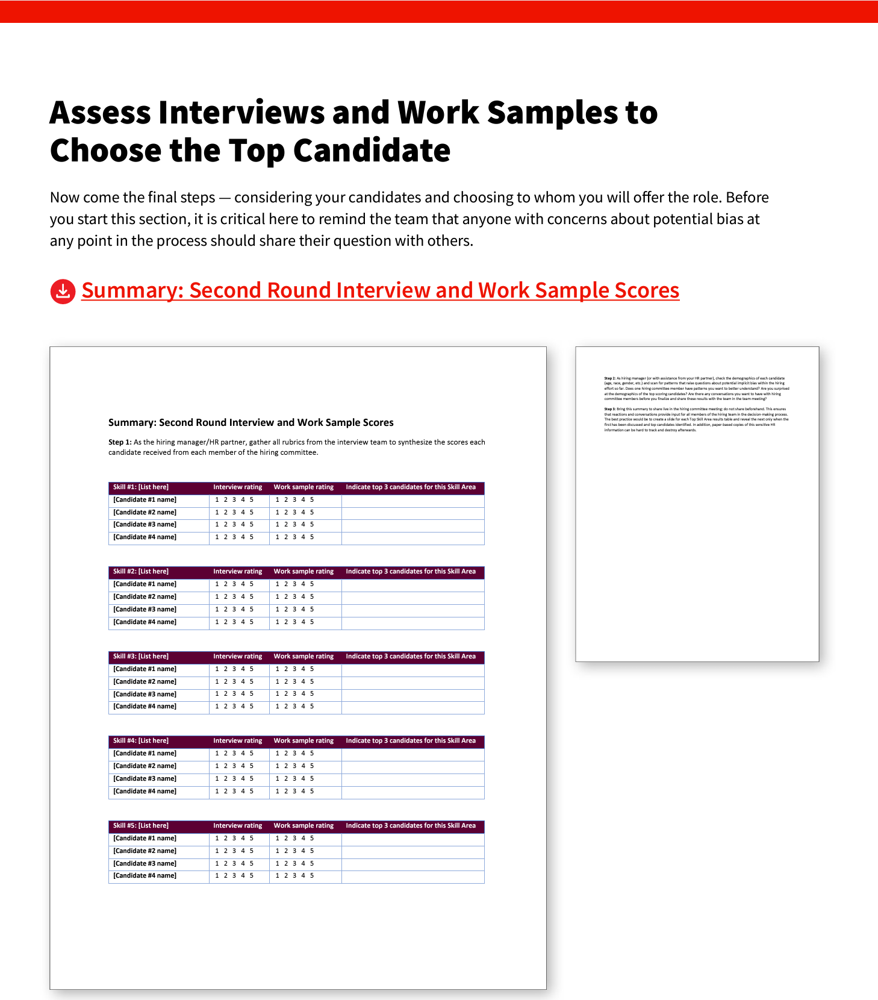 Assess Interviews and Work Samples to
Choose the Top Candidate
Now come the final steps — considering your candidates and choosing to whom you will offer the role. Before
you start this section, it is critical here to remind the team that anyone with concerns about potential bias at
any point in the process should share their question with others.
Summary: Second Round Interview and Work Sample Scores
Summary: Second Round Interview and Work Sample Scores
Step 1: As the hiring manager/HR partner, gather all rubrics from the interview team to synthesize the scores each
candidate received from each member of the hiring committee.
Skill #1: [List here] Interview rating Work sample rating Indicate top 3 candidates for this Skill Area
[Candidate #1 name] 1 2 3 4 5 1 2 3 4 5
[Candidate #2 name] 1 2 3 4 5 1 2 3 4 5
[Candidate #3 name] 1 2 3 4 5 1 2 3 4 5
[Candidate #4 name] 1 2 3 4 5 1 2 3 4 5
Skill #2: [List here] Interview rating Work sample rating Indicate top 3 candidates for this Skill Area
[Candidate #1 name] 1 2 3 4 5 1 2 3 4 5
[Candidate #2 name] 1 2 3 4 5 1 2 3 4 5
[Candidate #3 name] 1 2 3 4 5 1 2 3 4 5
[Candidate #4 name] 1 2 3 4 5 1 2 3 4 5
Skill #3: [List here] Interview rating Work sample rating Indicate top 3 candidates for this Skill Area
[Candidate #1 name] 1 2 3 4 5 1 2 3 4 5
[Candidate #2 name] 1 2 3 4 5 1 2 3 4 5
[Candidate #3 name] 1 2 3 4 5 1 2 3 4 5
[Candidate #4 name] 1 2 3 4 5 1 2 3 4 5
Skill #4: [List here] Interview rating Work sample rating Indicate top 3 candidates for this Skill Area
[Candidate #1 name] 1 2 3 4 5 1 2 3 4 5
[Candidate #2 name] 1 2 3 4 5 1 2 3 4 5
[Candidate #3 name] 1 2 3 4 5 1 2 3 4 5
[Candidate #4 name] 1 2 3 4 5 1 2 3 4 5
Skill #5: [List here] Interview rating Work sample rating Indicate top 3 candidates for this Skill Area
[Candidate #1 name] 1 2 3 4 5 1 2 3 4 5
[Candidate #2 name] 1 2 3 4 5 1 2 3 4 5
[Candidate #3 name] 1 2 3 4 5 1 2 3 4 5
[Candidate #4 name] 1 2 3 4 5 1 2 3 4 5
Step 2: As hiring manager (or with assistance from your HR partner), check the demographics of each candidate
(age, race, gender, etc.) and scan for patterns that raise questions about potential implicit bias within the hiring
effort so far. Does one hiring committee member have patterns you want to better understand? Are you surprised
at the demographics of the top scoring candidates? Are there any conversations you want to have with hiring
committee members before you finalize and share these results with the team in the team meeting?
Step 3: Bring this summary to share live in the hiring committee meeting; do not share beforehand. This ensures
that reactions and conversations provide input for all members of the hiring team in the decision-making process.
The best practice would be to create a slide for each Top Skill Area results table and reveal the next only when the
first has been discussed and top candidates identified. In addition, paper-based copies of this sensitive HR
information can be hard to track and destroy afterwards.